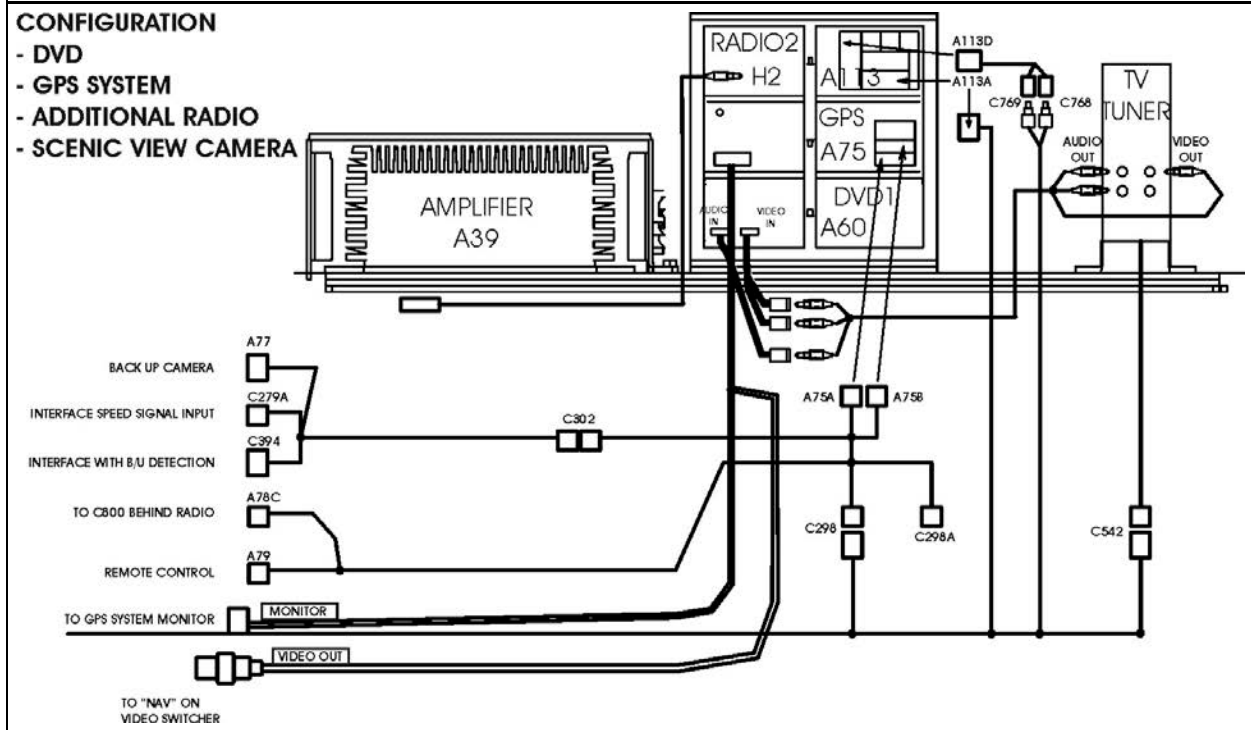 CONFIGURATION
- DVD
- GPS SYSTEM
- ADDITIONAL RADIO
- SCENIC VIEW CAMERA
RADIO2
H2
A113
A113D
A113A
C769
C768
TV
TUNER
GPS
A75
AUDIO
OUT
VIDEO
OUT
AMPLIFIER
A39
AUDIO
IN
VIDEO
IN
DVD1
A60
A77
BACK UP CAMERA
C279A
INTERFACE SPEED SIGNAL INPUT
C394
INTERFACE WITH B/U DETECTION
C302
A75A
A75B
A78C
TO C800 BEHIND RADIO
A79
REMOTE CONTROL
C298
C298A
C542
TO GPS SYSTEM MONITOR
MONITOR
VIDEO OUT
TO "NAV" ON
VIDEO SWITCHER